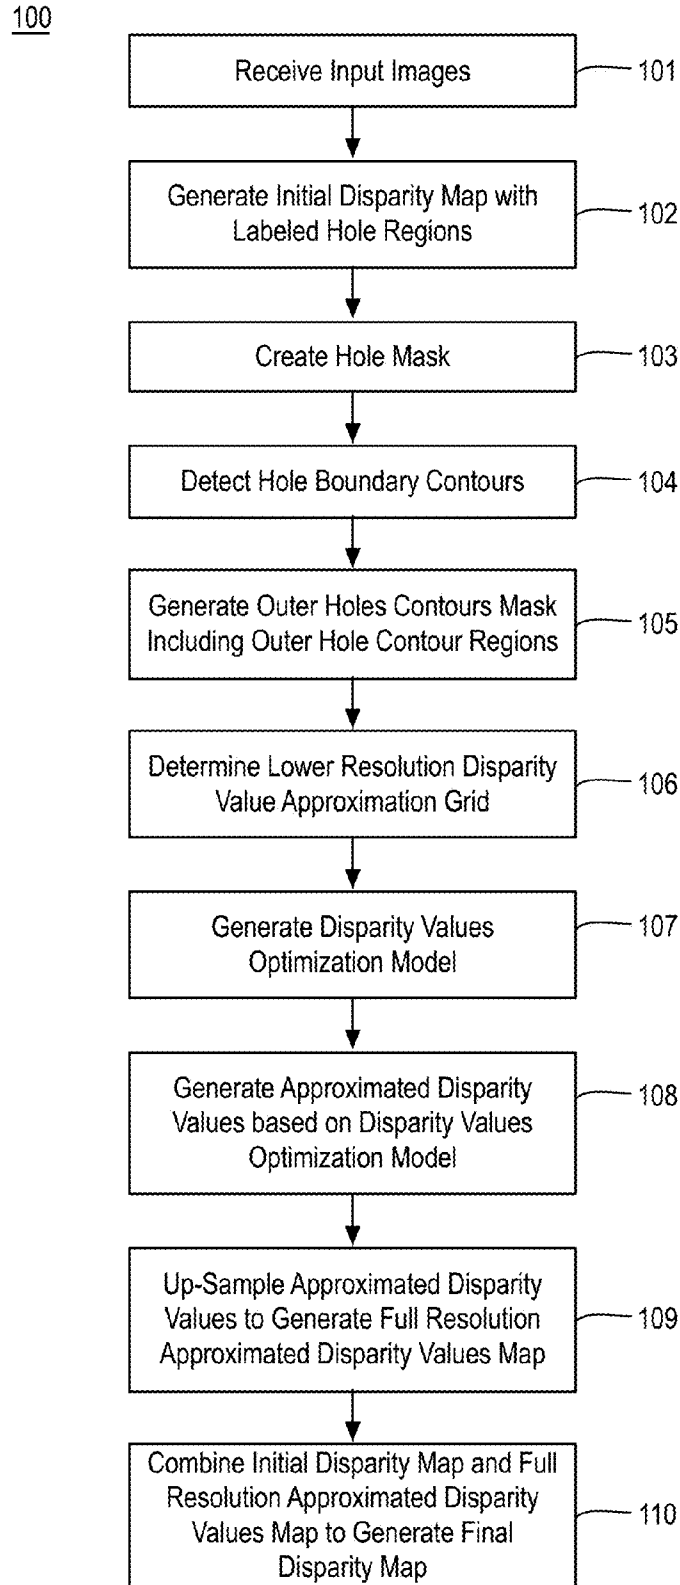 100
Receive Input Images
101
Generate Initial Disparity Map with
Labeled Hole Regions
102
Create Hole Mask
103
Detect Hole Boundary Contours
104
Generate Outer Holes Contours Mask
Including Outer Hole Contour Regions
105
Determine Lower Resolution Disparity
Value Approximation Grid
106
Generate Disparity Values
Optimization Model
107
Generate Approximated Disparity
Values based on Disparity Values
Optimization Model
108
Up-Sample Approximated Disparity
Values to Generate Full Resolution
Approximated Disparity Values Map
109
Combine Initial Disparity Map and Full
Resolution Approximated Disparity
Values Map to Generate Final
Disparity Map
110